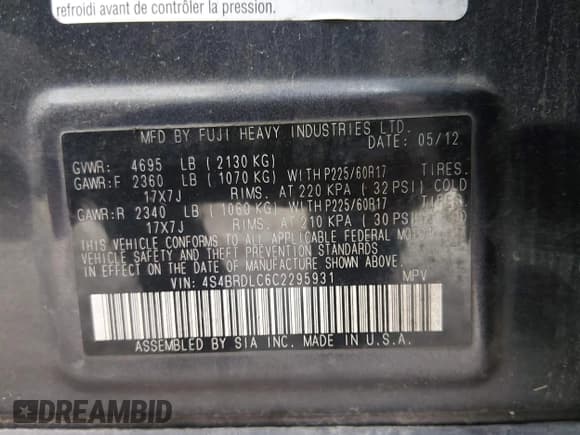 refroidi avant de contrôler la pression.
MFD BY FUJI HEAVY INDUSTRIES LTD.
DATE: 05/12
GVWR: 4695 LB (2130 KG)
GAWR:F 2360 LB (1070 KG) WITH P225/60R17 TIRES.
17X7J RIMS. AT 220 KPA (32 PSI) COLD
GAWR:R 2340 LB (1060 KG) WITH P225/60R17 TIRES.
17X7J RIMS. AT 210 KPA (30 PSI) COLD
THIS VEHICLE CONFORMS TO ALL APPLICABLE FEDERAL MOTOR
VEHICLE SAFETY AND THEFT PREVENTION STANDARDS
IN EFFECT ON THE DATE OF MANUFACTURE SHOWN ABOVE.
VIN: 4S4BRDLC6C2295931 MPV
ASSEMBLED BY SIA INC. MADE IN U.S.A.
DREAMBID